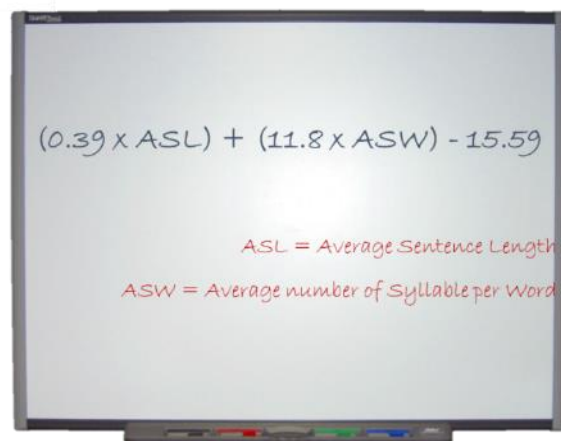 (0.39 x ASL) + (11.8 x ASW) - 15.59
ASL = Average Sentence Length
ASW = Average number of Syllable per Word